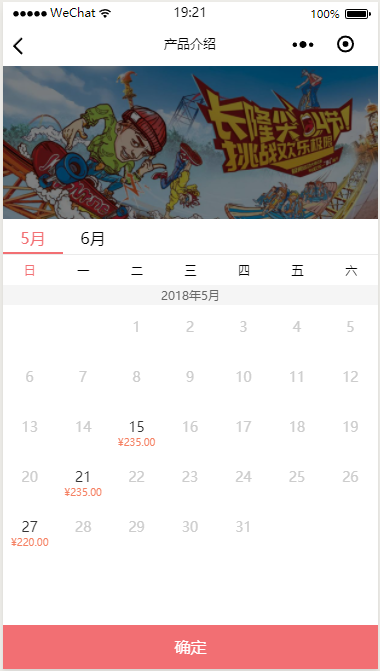 WeChat 19:21 100%
产品介绍
长隆尖叫节!
挑战欢乐极限
5月 6月
日 一 二 三 四 五 六
2018年5月
1 2 3 4 5
6 7 8 9 10 11 12
13 14 15 16 17 18 19
¥235.00
20 21 22 23 24 25 26
¥235.00
27 28 29 30 31
¥220.00
确定